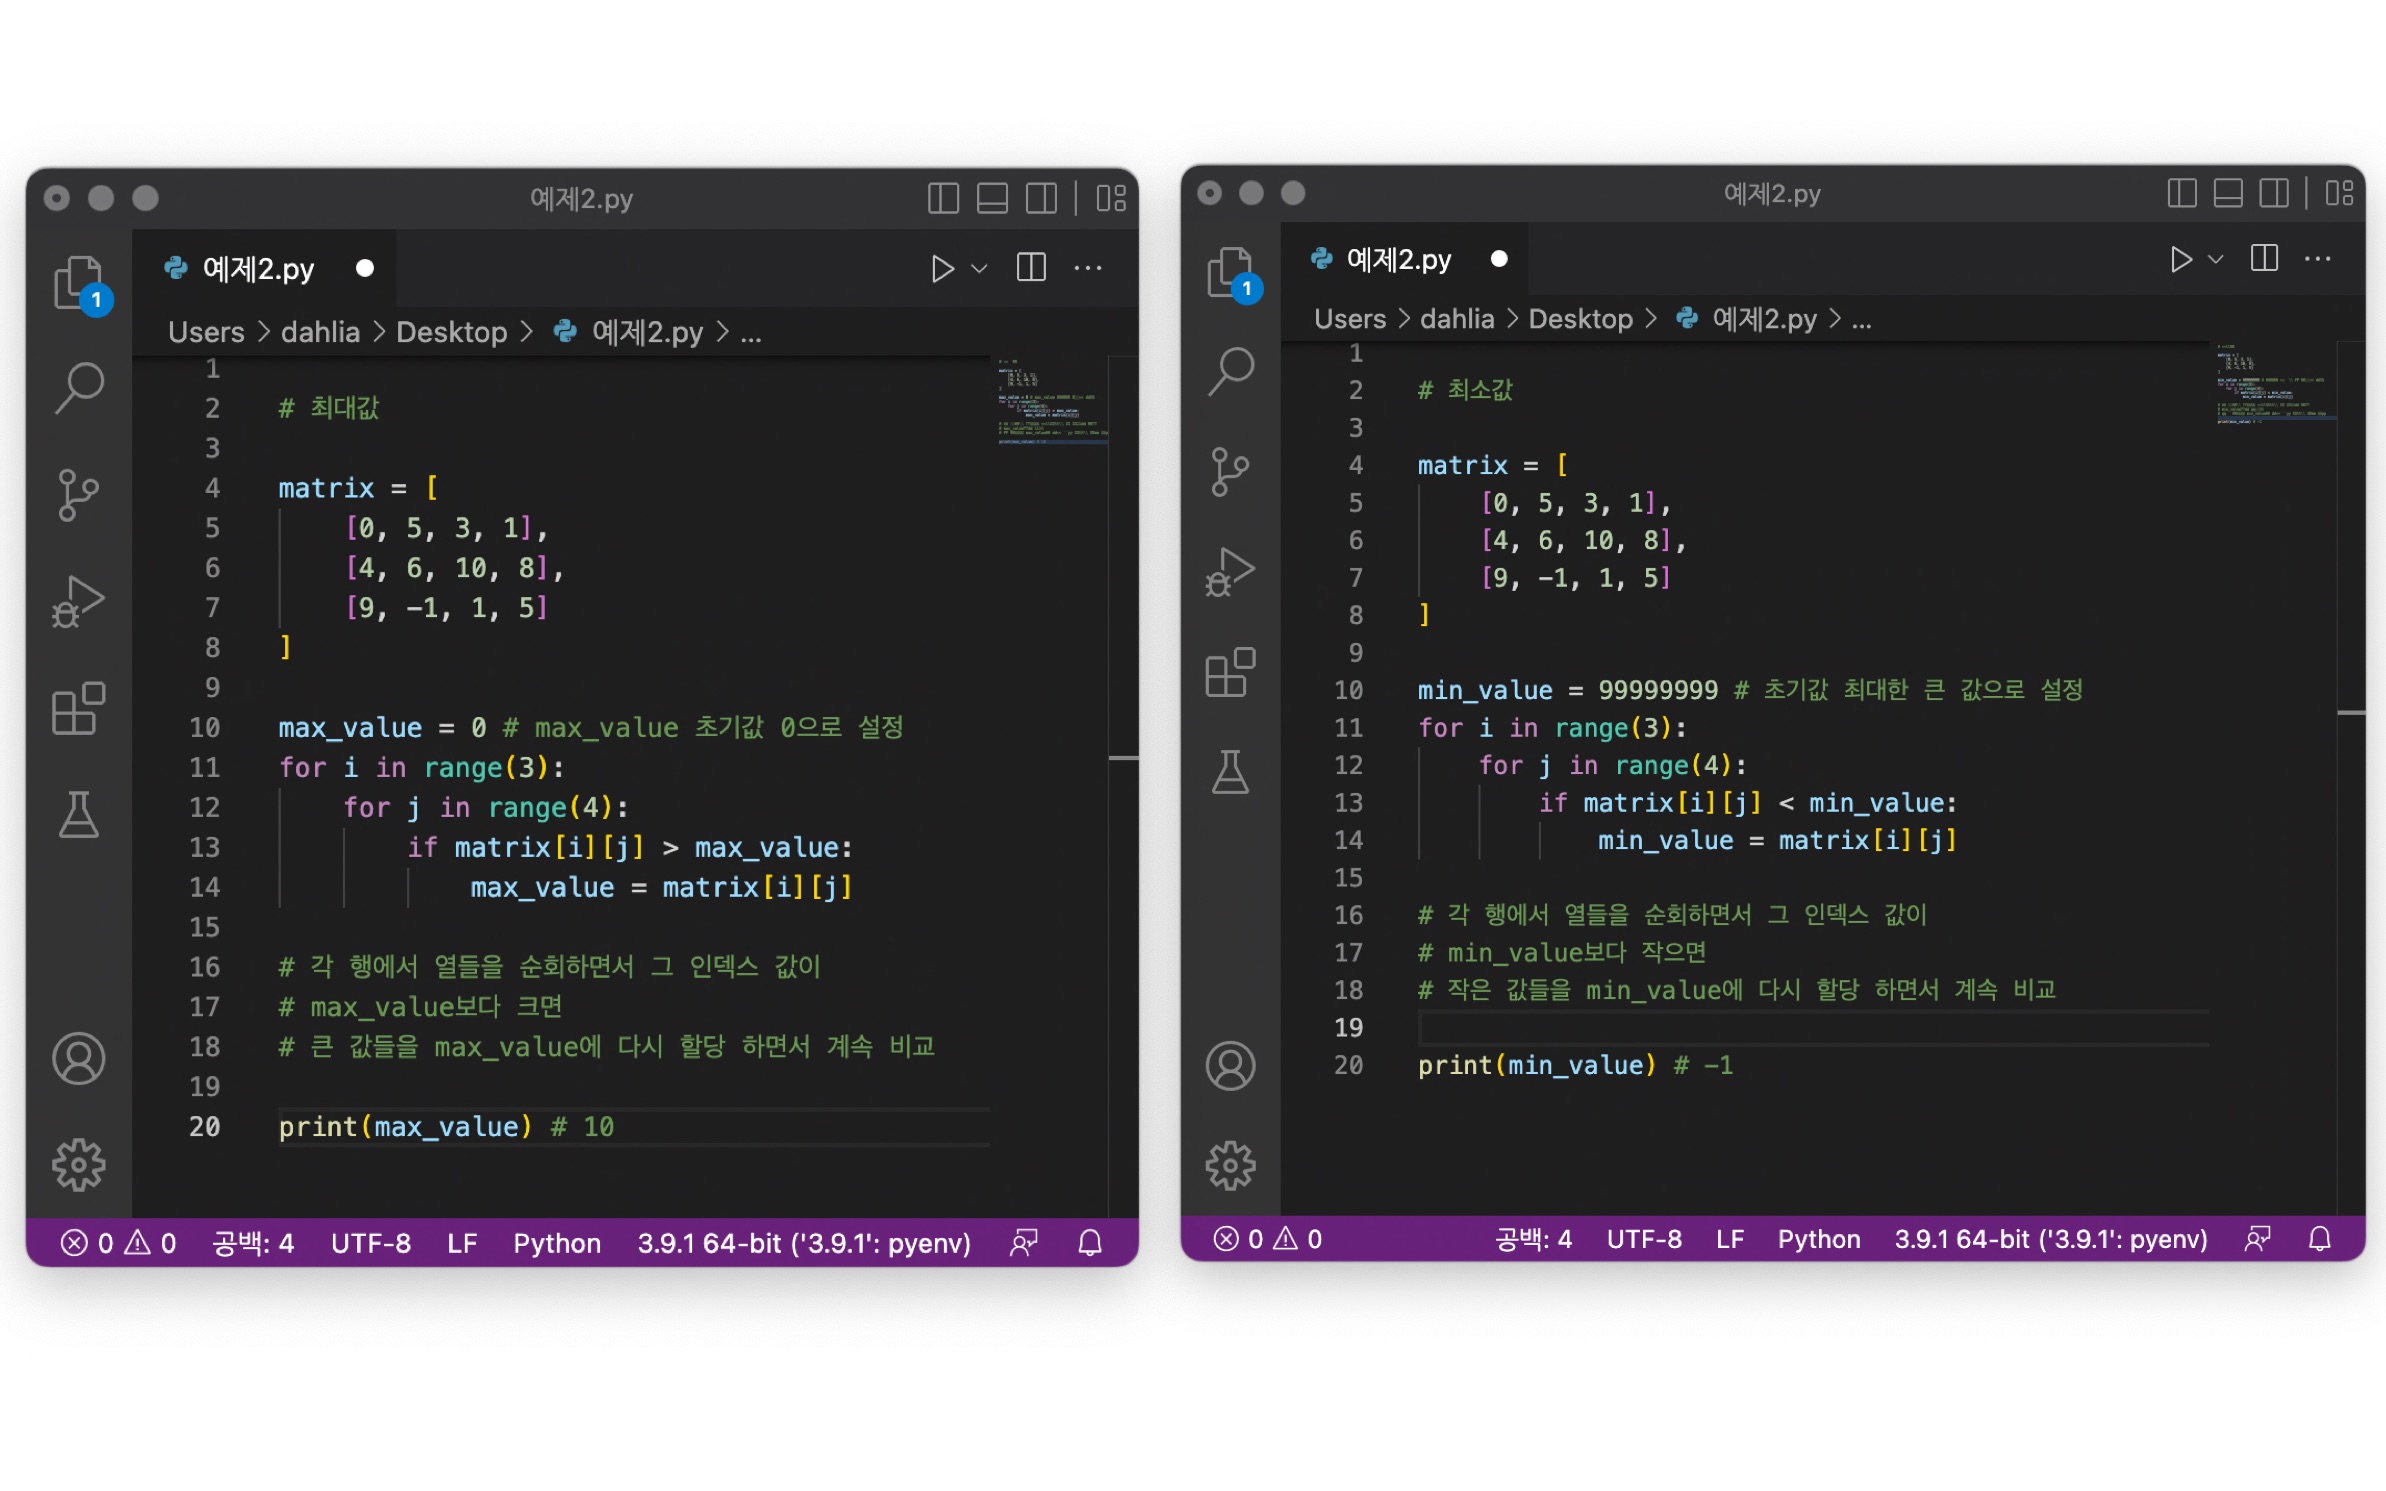 예제2.py
예제2.py
1
Users > dahlia > Desktop > 예제2.py > ...
1
2 # 최대값
3
4 matrix = [
5 [0, 5, 3, 1],
6 [4, 6, 10, 8],
7 [9, -1, 1, 5]
8 ]
9
10 max_value = 0 # max_value 초기값 0으로 설정
11 for i in range(3):
12 for j in range(4):
13 if matrix[i][j] > max_value:
14 max_value = matrix[i][j]
15
16 # 각 행에서 열들을 순회하면서 그 인덱스 값이
17 # max_value보다 크면
18 # 큰 값들을 max_value에 다시 할당 하면서 계속 비교
19
20 print(max_value) # 10
0 0 공백: 4 UTF-8 LF Python 3.9.1 64-bit ('3.9.1': pyenv)
예제2.py
예제2.py
1
Users > dahlia > Desktop > 예제2.py > ...
1
2 # 최소값
3
4 matrix = [
5 [0, 5, 3, 1],
6 [4, 6, 10, 8],
7 [9, -1, 1, 5]
8 ]
9
10 min_value = 99999999 # 초기값 최대한 큰 값으로 설정
11 for i in range(3):
12 for j in range(4):
13 if matrix[i][j] < min_value:
14 min_value = matrix[i][j]
15
16 # 각 행에서 열들을 순회하면서 그 인덱스 값이
17 # min_value보다 작으면
18 # 작은 값들을 min_value에 다시 할당 하면서 계속 비교
19
20 print(min_value) # -1
0 0 공백: 4 UTF-8 LF Python 3.9.1 64-bit ('3.9.1': pyenv)